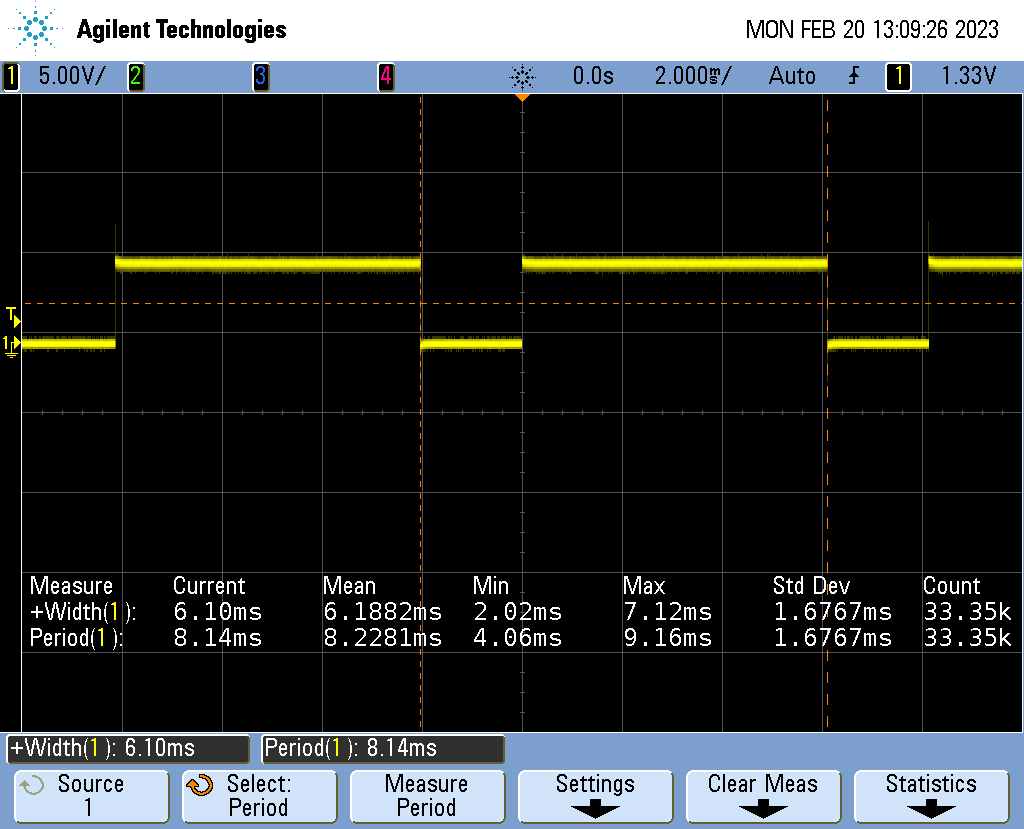 Agilent Technologies MON FEB 20 13:09:26 2023
1 5.00V/ 2 3 4 0.0s 2.000ms/ Auto 1 1.33V
T
1
Measure Current Mean Min Max Std Dev Count
+Width(1): 6.10ms 6.1882ms 2.02ms 7.12ms 1.6767ms 33.35k
Period(1): 8.14ms 8.2281ms 4.06ms 9.16ms 1.6767ms 33.35k
+Width(1): 6.10ms Period(1): 8.14ms
Source Select: Measure Settings Clear Meas Statistics
1 Period Period